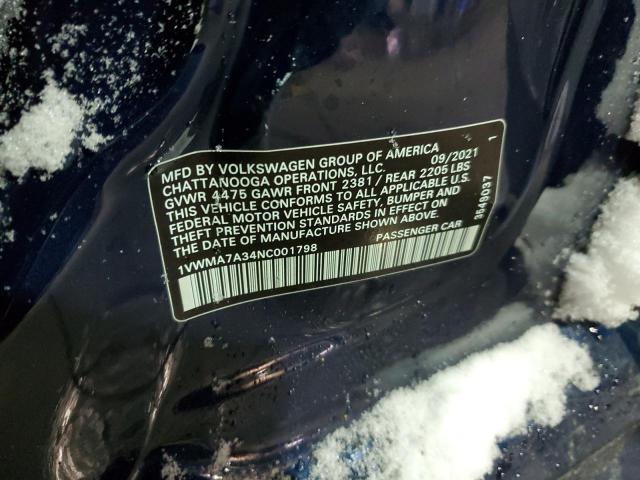 MFD BY VOLKSWAGEN GROUP OF AMERICA
CHATTANOOGA OPERATIONS, LLC. 09/2021 1
GVWR 4475 GAWR FRONT 2381 / REAR 2205 LBS
THIS VEHICLE CONFORMS TO ALL APPLICABLE U.S.
FEDERAL MOTOR VEHICLE SAFETY, BUMPER AND
THEFT PREVENTION STANDARDS IN EFFECT ON
THE DATE OF MANUFACTURE SHOWN ABOVE.
PASSENGER CAR
1VWMA7A34NC001798
3549037